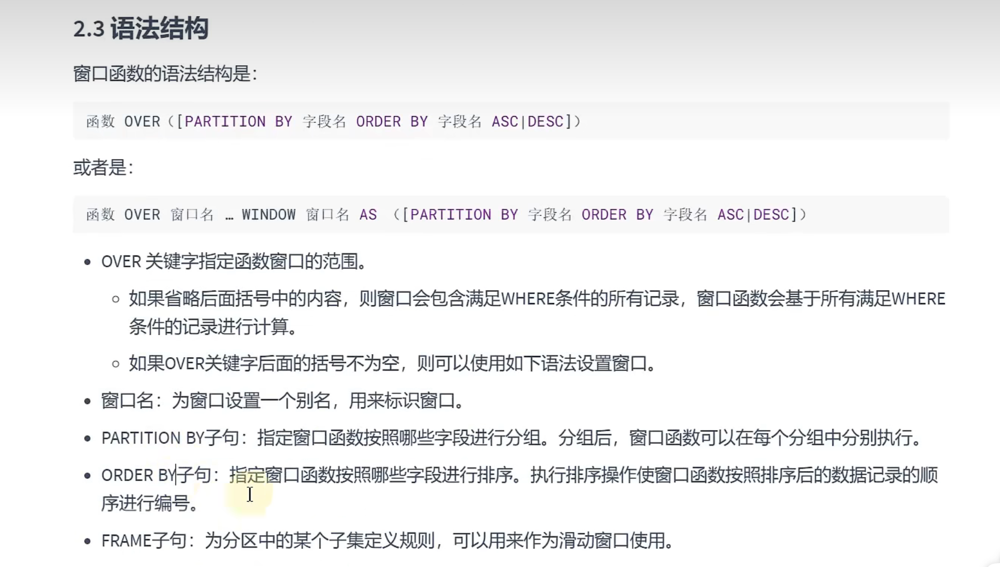 2.3 语法结构
窗口函数的语法结构是：
函数 OVER（[PARTITION BY 字段名 ORDER BY 字段名 ASC|DESC]）
或者是：
函数 OVER 窗口名 … WINDOW 窗口名 AS （[PARTITION BY 字段名 ORDER BY 字段名 ASC|DESC]）
OVER 关键字指定函数窗口的范围。
如果省略后面括号中的内容，则窗口会包含满足WHERE条件的所有记录，窗口函数会基于所有满足WHERE
条件的记录进行计算。
如果OVER关键字后面的括号不为空，则可以使用如下语法设置窗口。
窗口名：为窗口设置一个别名，用来标识窗口。
PARTITION BY子句：指定窗口函数按照哪些字段进行分组。分组后，窗口函数可以在每个分组中分别执行。
ORDER BY子句：指定窗口函数按照哪些字段进行排序。执行排序操作使窗口函数按照排序后的数据记录的顺
序进行编号。
FRAME子句：为分区中的某个子集定义规则，可以用来作为滑动窗口使用。